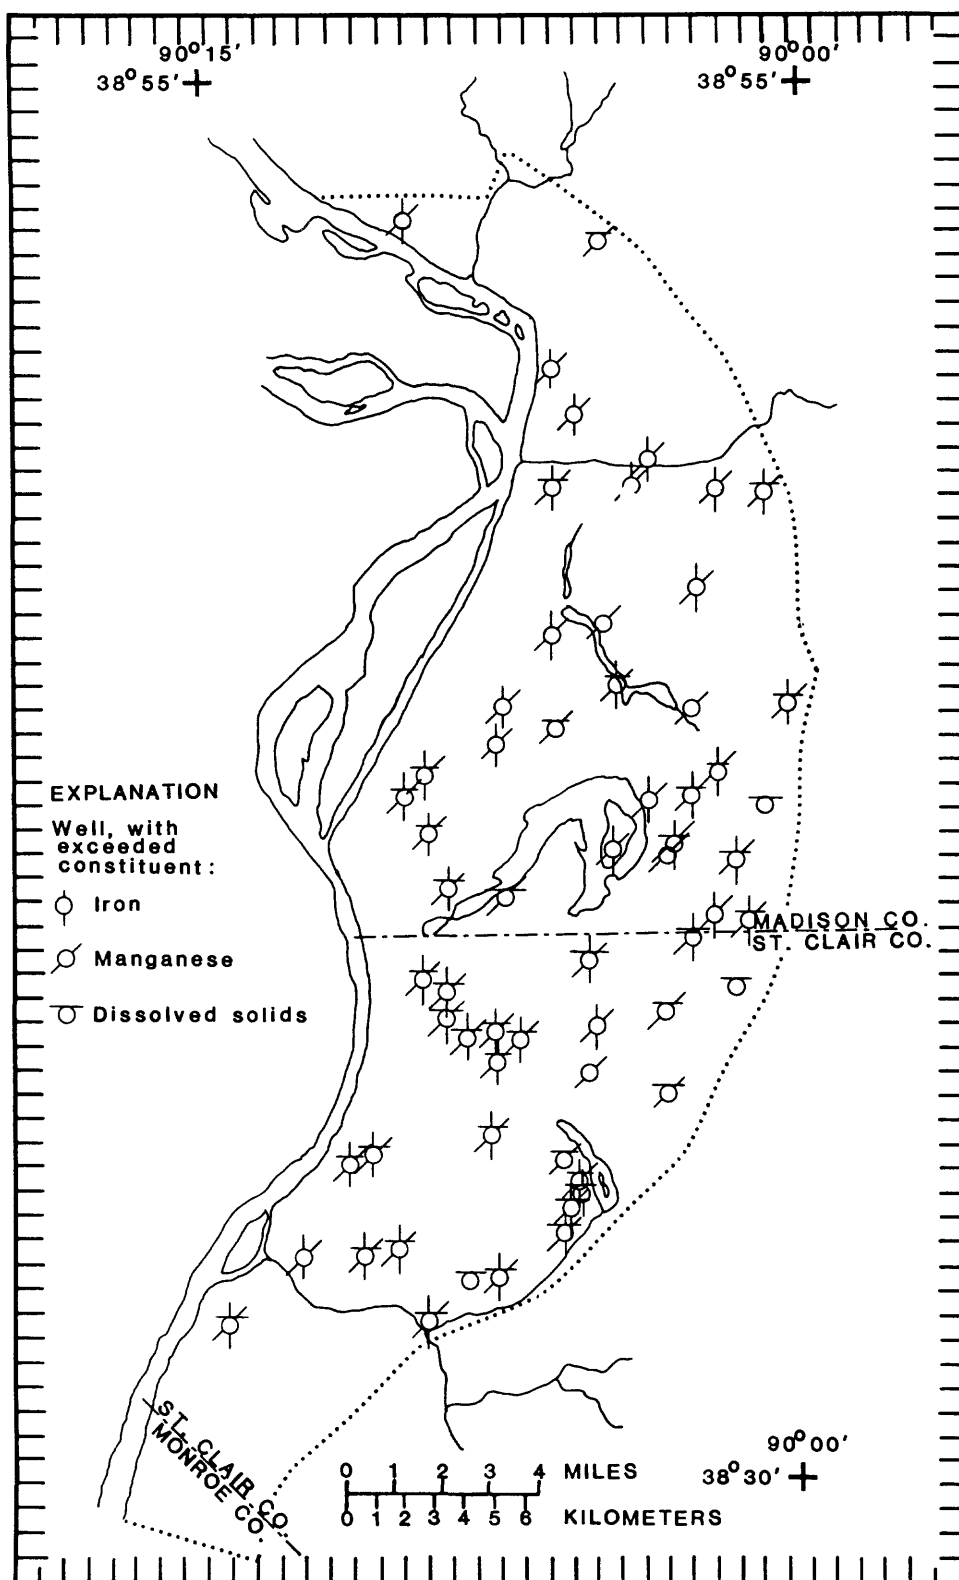 90°15'
38°55'
90°00'
38°55'
EXPLANATION
Well, with
exceeded
constituent:
Iron
Manganese
Dissolved solids
MADISON CO.
ST. CLAIR CO.
ST. CLAIR CO.
MONROE CO.
90°00'
38°30'
0 1 2 3 4 MILES
0 1 2 3 4 5 6 KILOMETERS